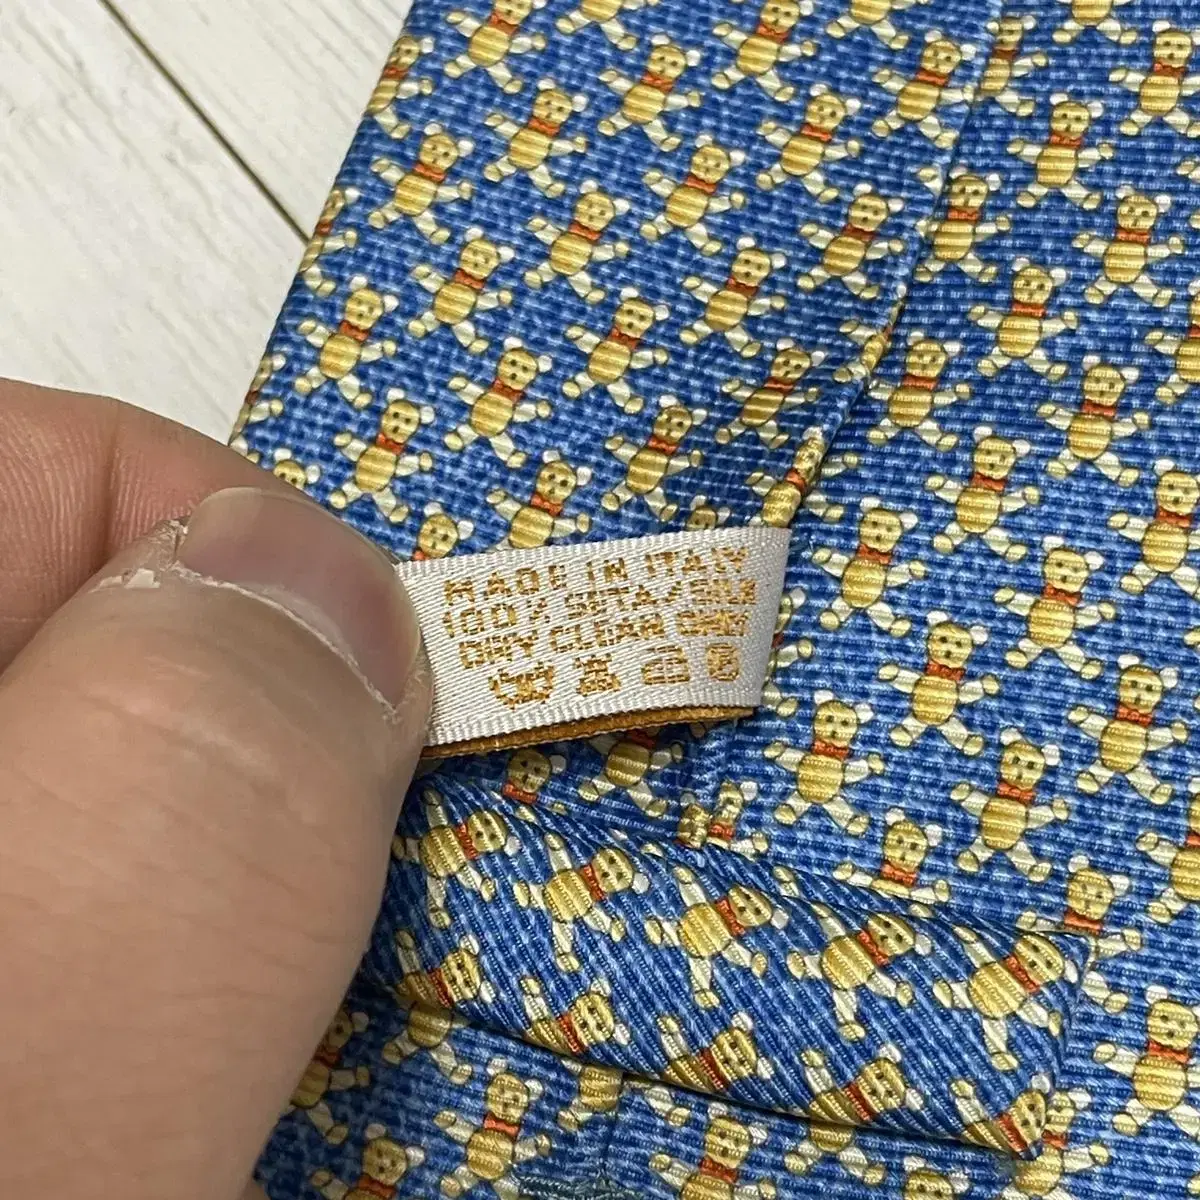 MADE IN ITALY
100% SETA/SILK
DRY CLEAN ONLY